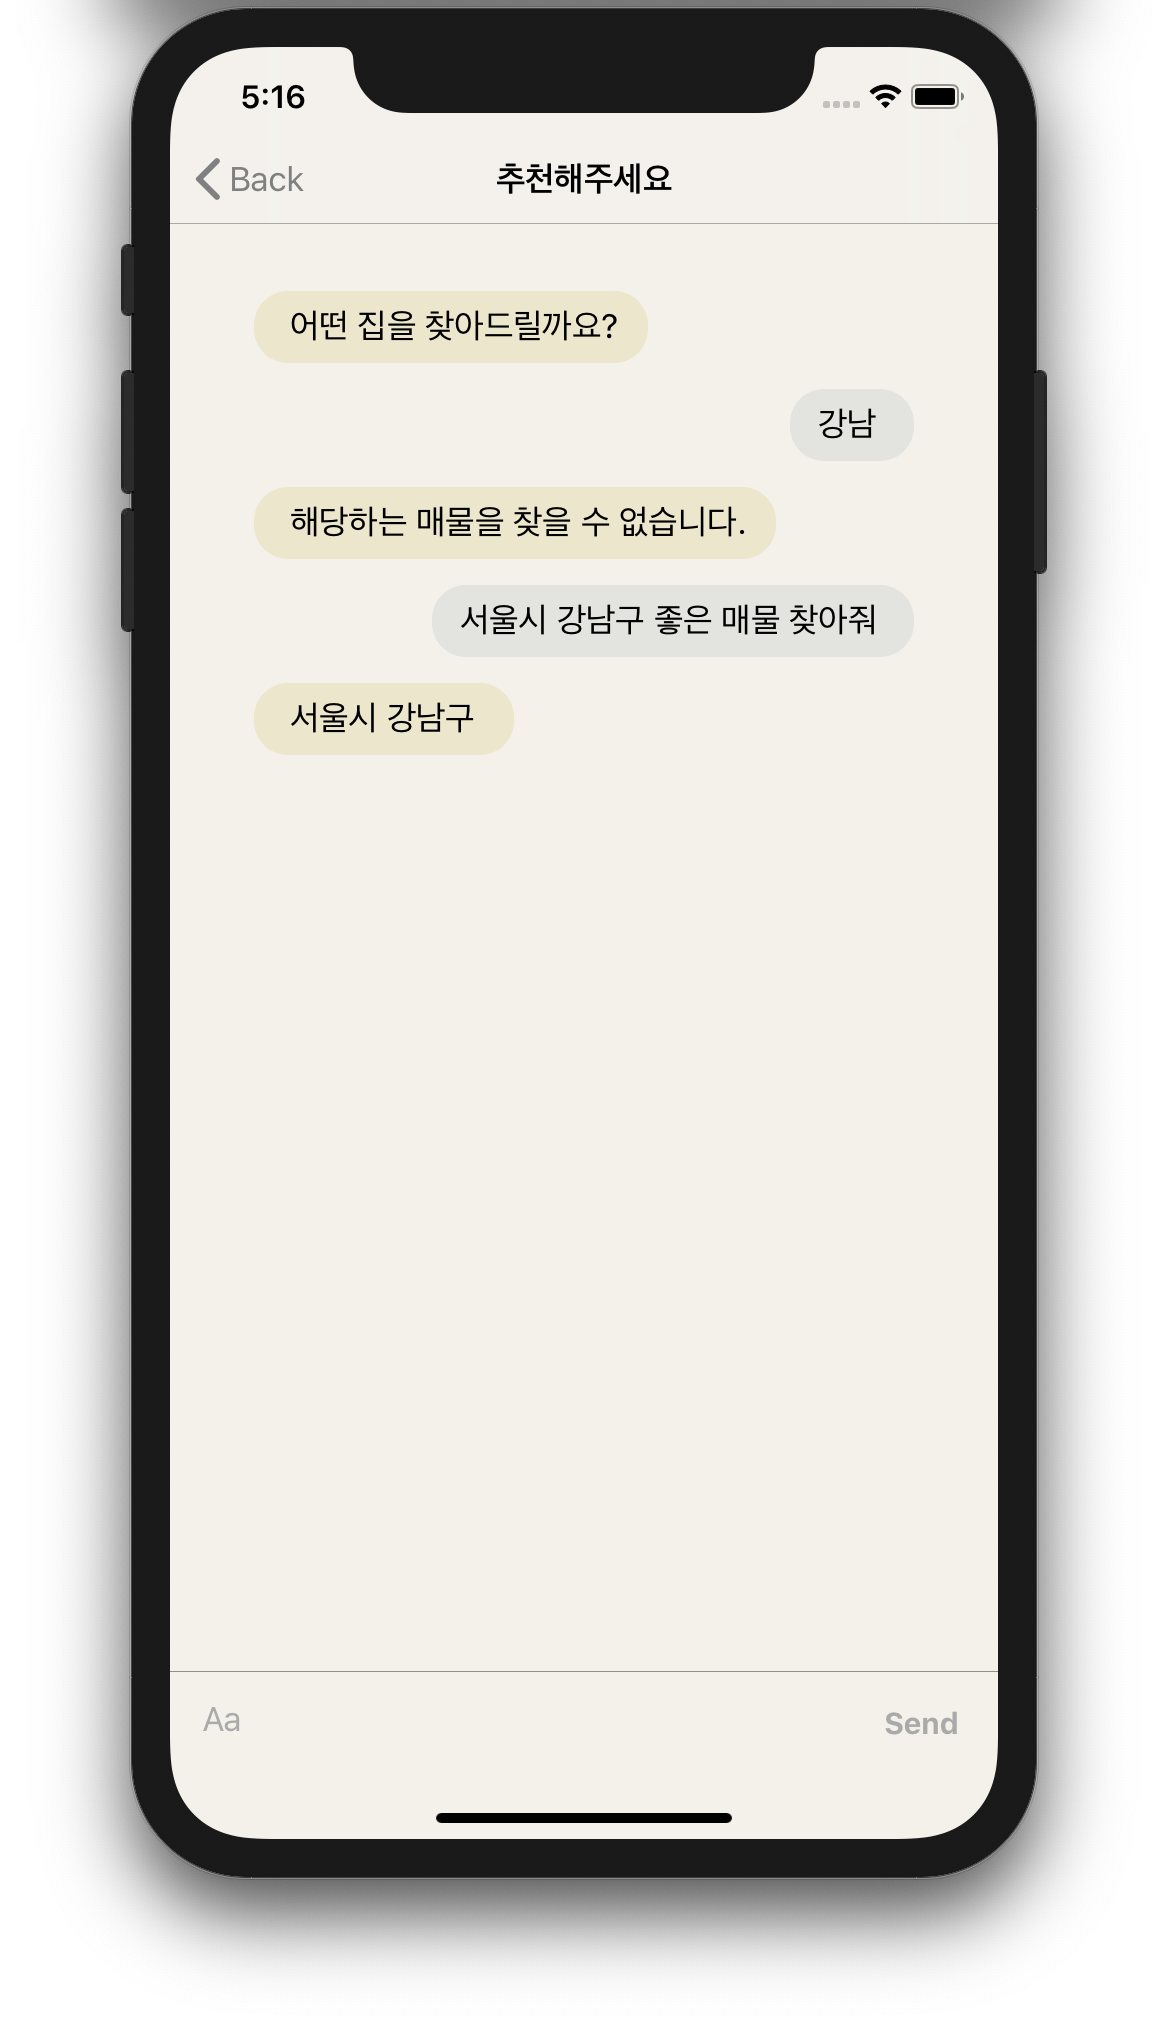 5:16
Back
추천해주세요
어떤 집을 찾아드릴까요?
강남
해당하는 매물을 찾을 수 없습니다.
서울시 강남구 좋은 매물 찾아줘
서울시 강남구
Aa
Send